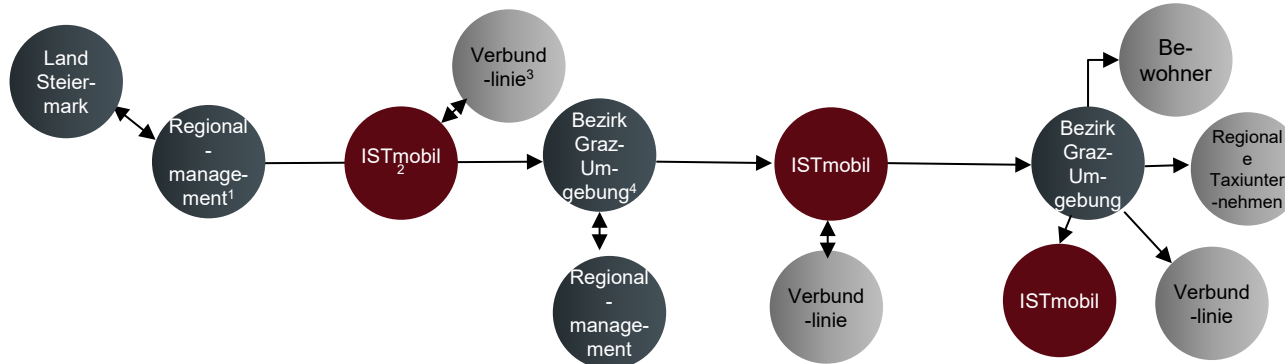 Land
Steier-
mark
Regional
-
manage-
ment1
ISTmobil
2
Verbund
-linie3
Bezirk
Graz-
Um-
gebung4
Regional
-
manage-
ment
ISTmobil
Verbund
-linie
Bezirk
Graz-
Um-
gebung
Be-
wohner
Regional
e
Taxiunter
-nehmen
ISTmobil
Verbund
-linie